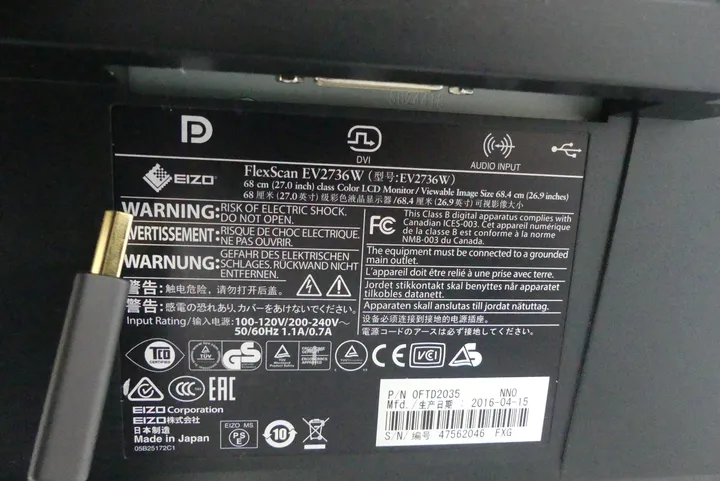 DVI
AUDIO INPUT
EIZO
FlexScan EV2736W (型号:EV2736W)
68 cm (27.0 inch) class Color LCD Monitor / Viewable Image Size 68.4 cm (26.9 inches)
68 厘米 (27.0英寸) 级彩色液晶显示器 / 68.4 厘米 (26.9英寸) 可视影像大小
WARNING: RISK OF ELECTRIC SHOCK.
DO NOT OPEN.
AVERTISSEMENT: RISQUE DE CHOC ELECTRIQUE.
NE PAS OUVRIR.
WARNUNG: GEFAHR DES ELEKTRISCHEN
SCHLAGES. RÜCKWAND NICHT
ENTFERNEN.
警告: 触电危险, 请勿打开后盖。
警告: 感電の恐れあり、カバーをあけないでください。
Input Rating / 输入电源: 100-120V/200-240V～
50/60Hz 1.1A/0.7A
FC
This Class B digital apparatus complies with
Canadian ICES-003. Cet appareil numérique
de la classe B est conforme à la norme
NMB-003 du Canada.
The equipment must be connected to a grounded
main outlet.
L'appareil doit être relié à une prise avec terre.
Jordet stikkontakt skal benyttes når apparatet
tilkobles datanett.
Apparaten skall anslutas till jordat nätuttag.
设备必须连接到接地的电源插座。
電源コードのアースは必ず接地してください。
TCO
CERTIFIED
TÜV
GS
TÜV
CE
VCI
CCC
EAC
EIZO Corporation
EIZO株式会社
日本制造
Made in Japan
05B25172C1
EIZO MS
PS
E
10
P/N 0FTD2035 NN0
Mfd. /生产日期 : 2016-04-15
S/N/ 编号 47562046 FXG